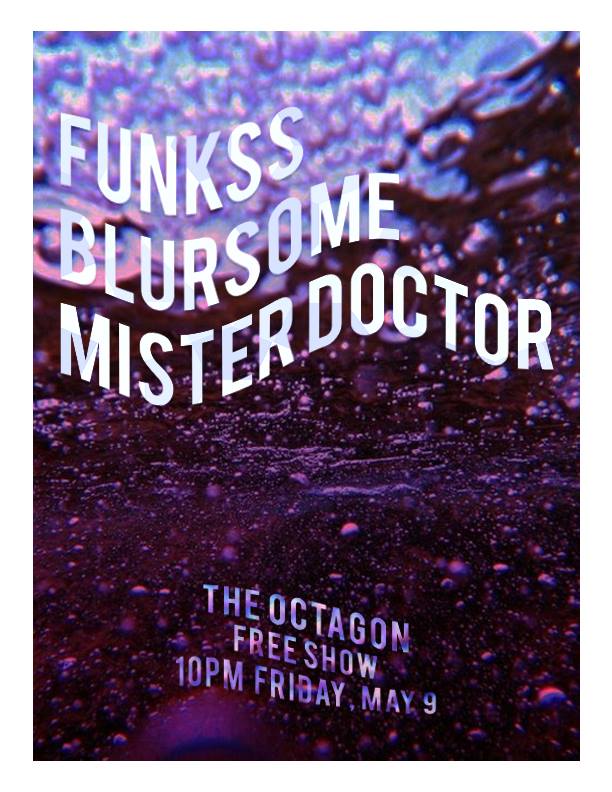 FUNKSS
BLURSOME
MISTER DOCTOR
THE OCTAGON
FREE SHOW
10PM FRIDAY, MAY 9